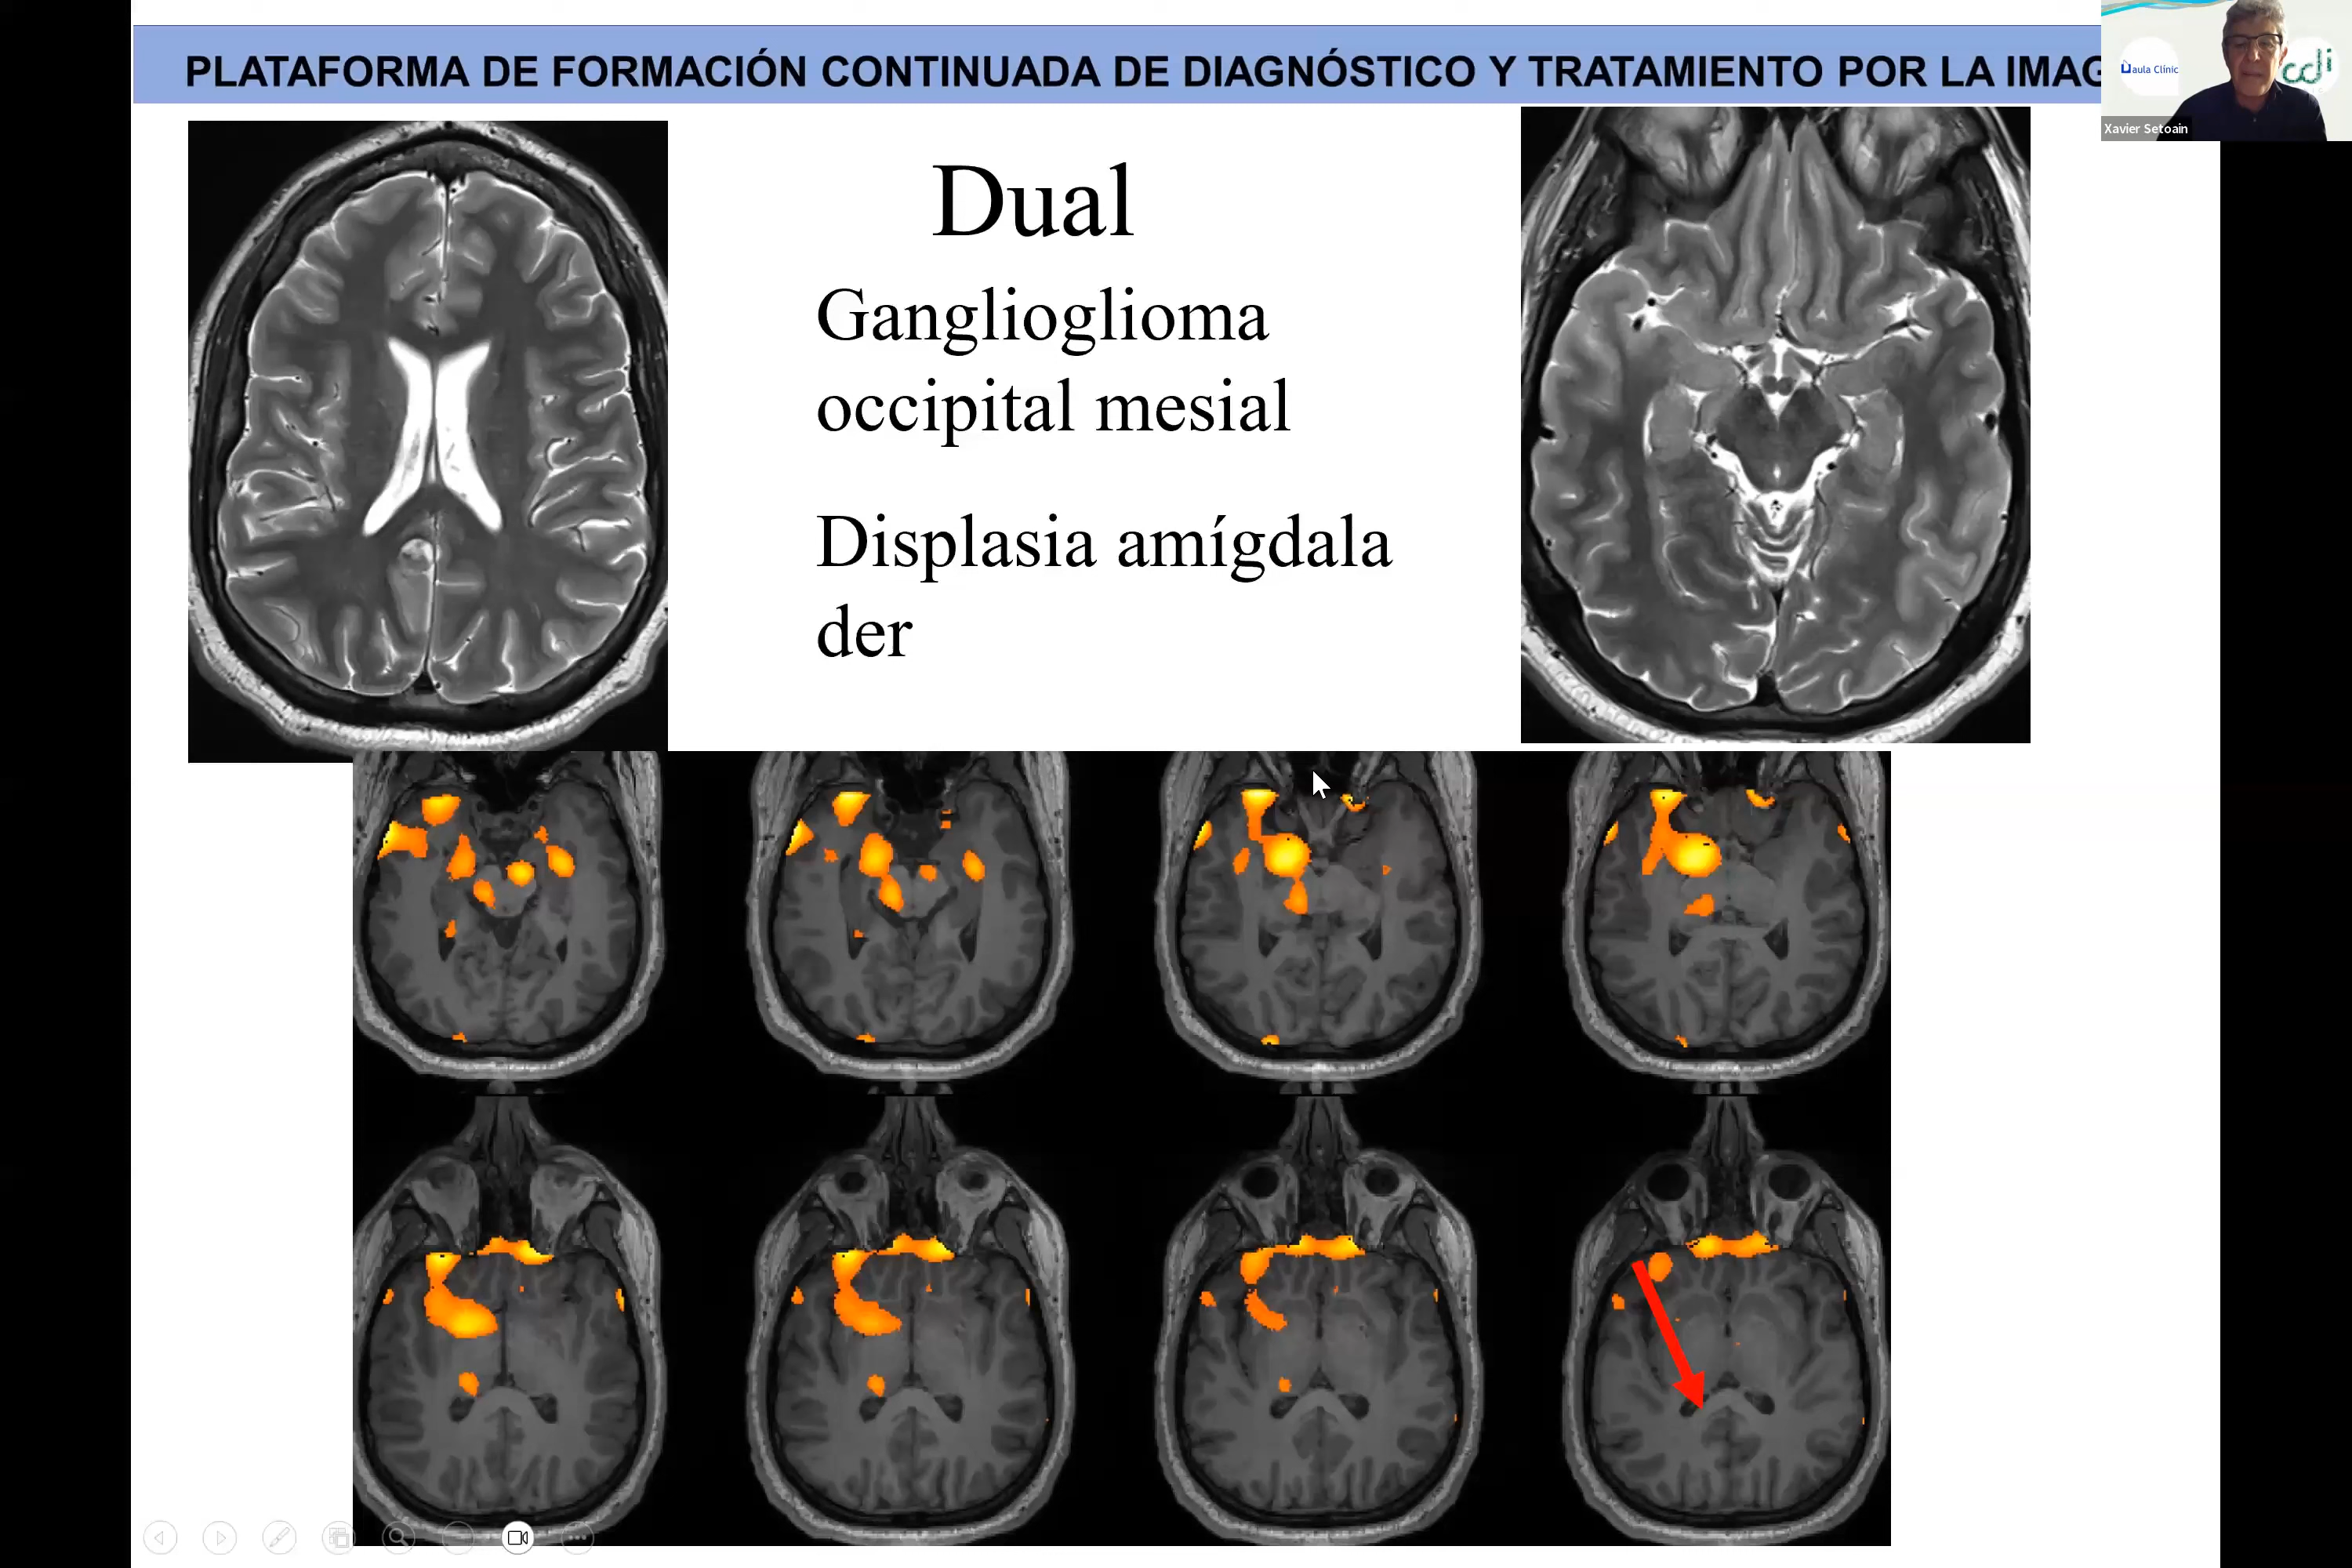 PLATAFORMA DE FORMACIÓN CONTINUADA DE DIAGNÓSTICO Y TRATAMIENTO POR LA IMAG
aula Clínic
cdi
Xavier Setoain
Dual
Ganglioglioma
occipital mesial
Displasia amígdala
der